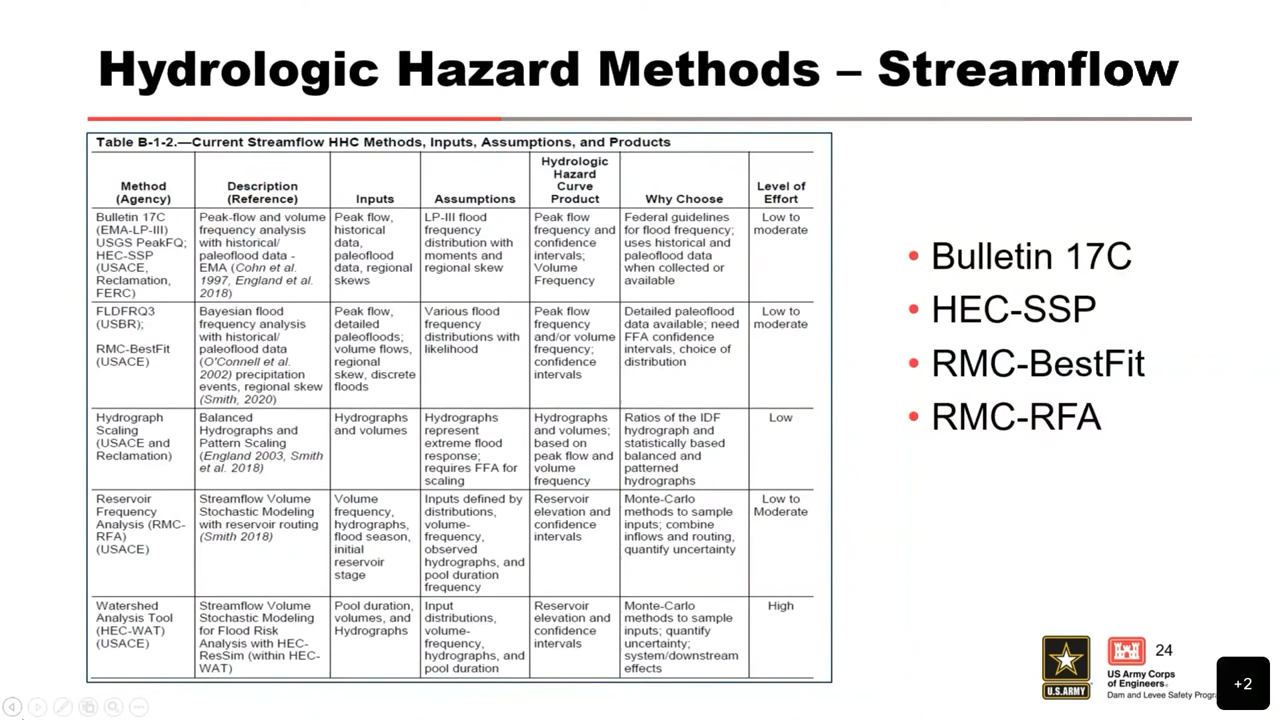 Hydrologic Hazard Methods – Streamflow
Table B-1-2.—Current Streamflow HHC Methods, Inputs, Assumptions, and Products
Method
(Agency)
Description
(Reference)
Inputs
Assumptions
Hydrologic
Hazard
Curve
Product
Why Choose
Level of
Effort
Bulletin 17C
(EMA-LP-III)
USGS PeakFQ;
HEC-SSP
(USACE,
Reclamation,
FERC)
Peak-flow and volume
frequency analysis
with historical/
paleoflood data -
EMA (Cohn et al.
1997, England et al.
2018)
Peak flow,
historical
data,
paleoflood
data, regional
skews
LP-III flood
frequency
distribution with
moments and
regional skew
Peak flow
frequency and
confidence
intervals;
Volume
Frequency
Federal guidelines
for flood frequency;
uses historical and
paleoflood data
when collected or
available
Low to
moderate
FLDFRQ3
(USBR);
RMC-BestFit
(USACE)
Bayesian flood
frequency analysis
with historical/
paleoflood data
(O'Connell et al.
2002) precipitation
events, regional skew
(Smith, 2020)
Peak flow,
detailed
paleofloods;
volume flows,
regional
skew, discrete
floods
Various flood
frequency
distributions with
likelihood
Peak flow
frequency
and/or volume
frequency;
confidence
intervals
Detailed paleoflood
data available; need
FFA confidence
intervals, choice of
distribution
Low to
moderate
Hydrograph
Scaling
(USACE and
Reclamation)
Balanced
Hydrographs and
Pattern Scaling
(England 2003, Smith
et al. 2018)
Hydrographs
and volumes
Hydrographs
represent
extreme flood
response;
requires FFA for
scaling
Hydrographs
and volumes;
based on
peak flow and
volume
frequency
Ratios of the IDF
hydrograph and
statistically based
balanced and
patterned
hydrographs
Low
Reservoir
Frequency
Analysis (RMC-
RFA)
(USACE)
Streamflow Volume
Stochastic Modeling
with reservoir routing
(Smith 2018)
Volume
frequency,
hydrographs,
flood season,
initial
reservoir
stage
Inputs defined by
distributions,
volume-
frequency,
observed
hydrographs, and
pool duration
frequency
Reservoir
elevation and
confidence
intervals
Monte-Carlo
methods to sample
inputs; combine
inflows and routing,
quantify uncertainty
Low to
Moderate
Watershed
Analysis Tool
(HEC-WAT)
(USACE)
Streamflow Volume
Stochastic Modeling
for Flood Risk
Analysis with HEC-
ResSim (within HEC-
WAT)
Pool duration,
volumes, and
Hydrographs
Input
distributions,
volume-
frequency,
hydrographs, and
pool duration
Reservoir
elevation and
confidence
intervals
Monte-Carlo
methods to sample
inputs; quantify
uncertainty;
system/downstream
effects
High
• Bulletin 17C
• HEC-SSP
• RMC-BestFit
• RMC-RFA
U.S.ARMY
US Army Corps
of Engineers®
Dam and Levee Safety Progra
24
+2